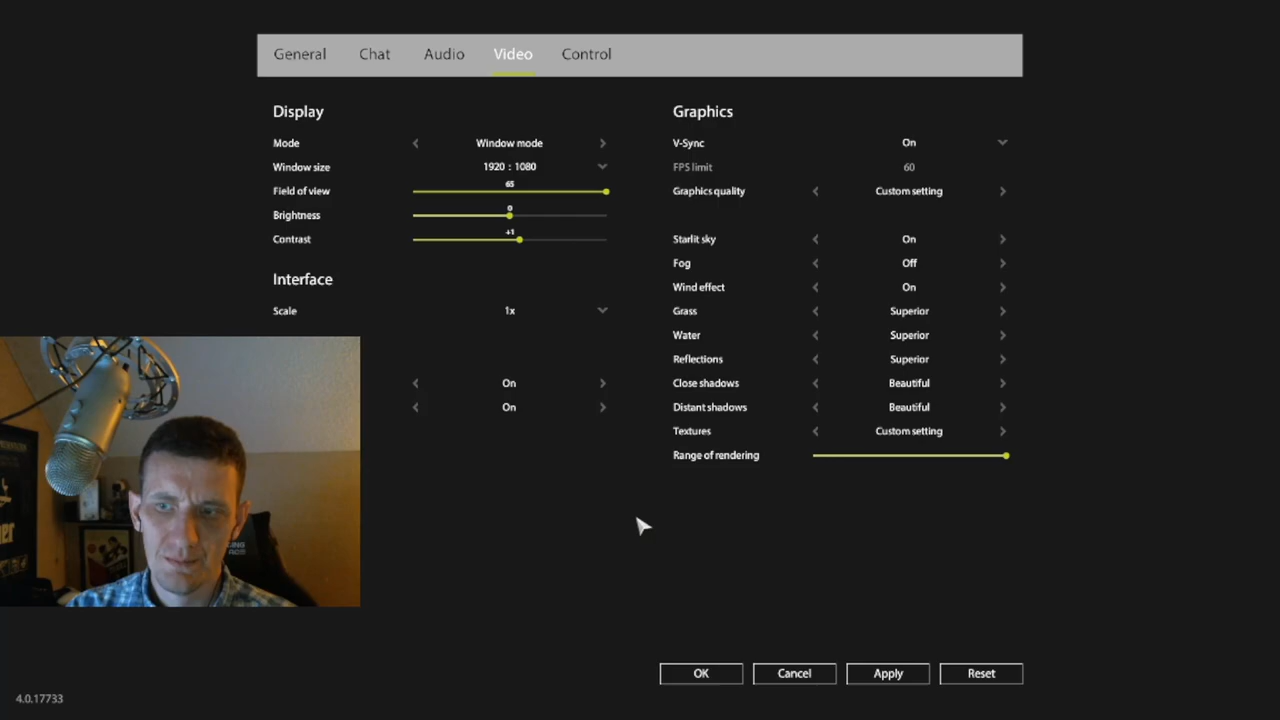 General Chat Audio Video Control
Display
Mode Window mode
Window size 1920 : 1080
Field of view 65
Brightness 0
Contrast +1
Interface
Scale 1x
On
On
Graphics
V-Sync On
FPS limit 60
Graphics quality Custom setting
Starlit sky On
Fog Off
Wind effect On
Grass Superior
Water Superior
Reflections Superior
Close shadows Beautiful
Distant shadows Beautiful
Textures Custom setting
Range of rendering
OK Cancel Apply Reset
4.0.17733